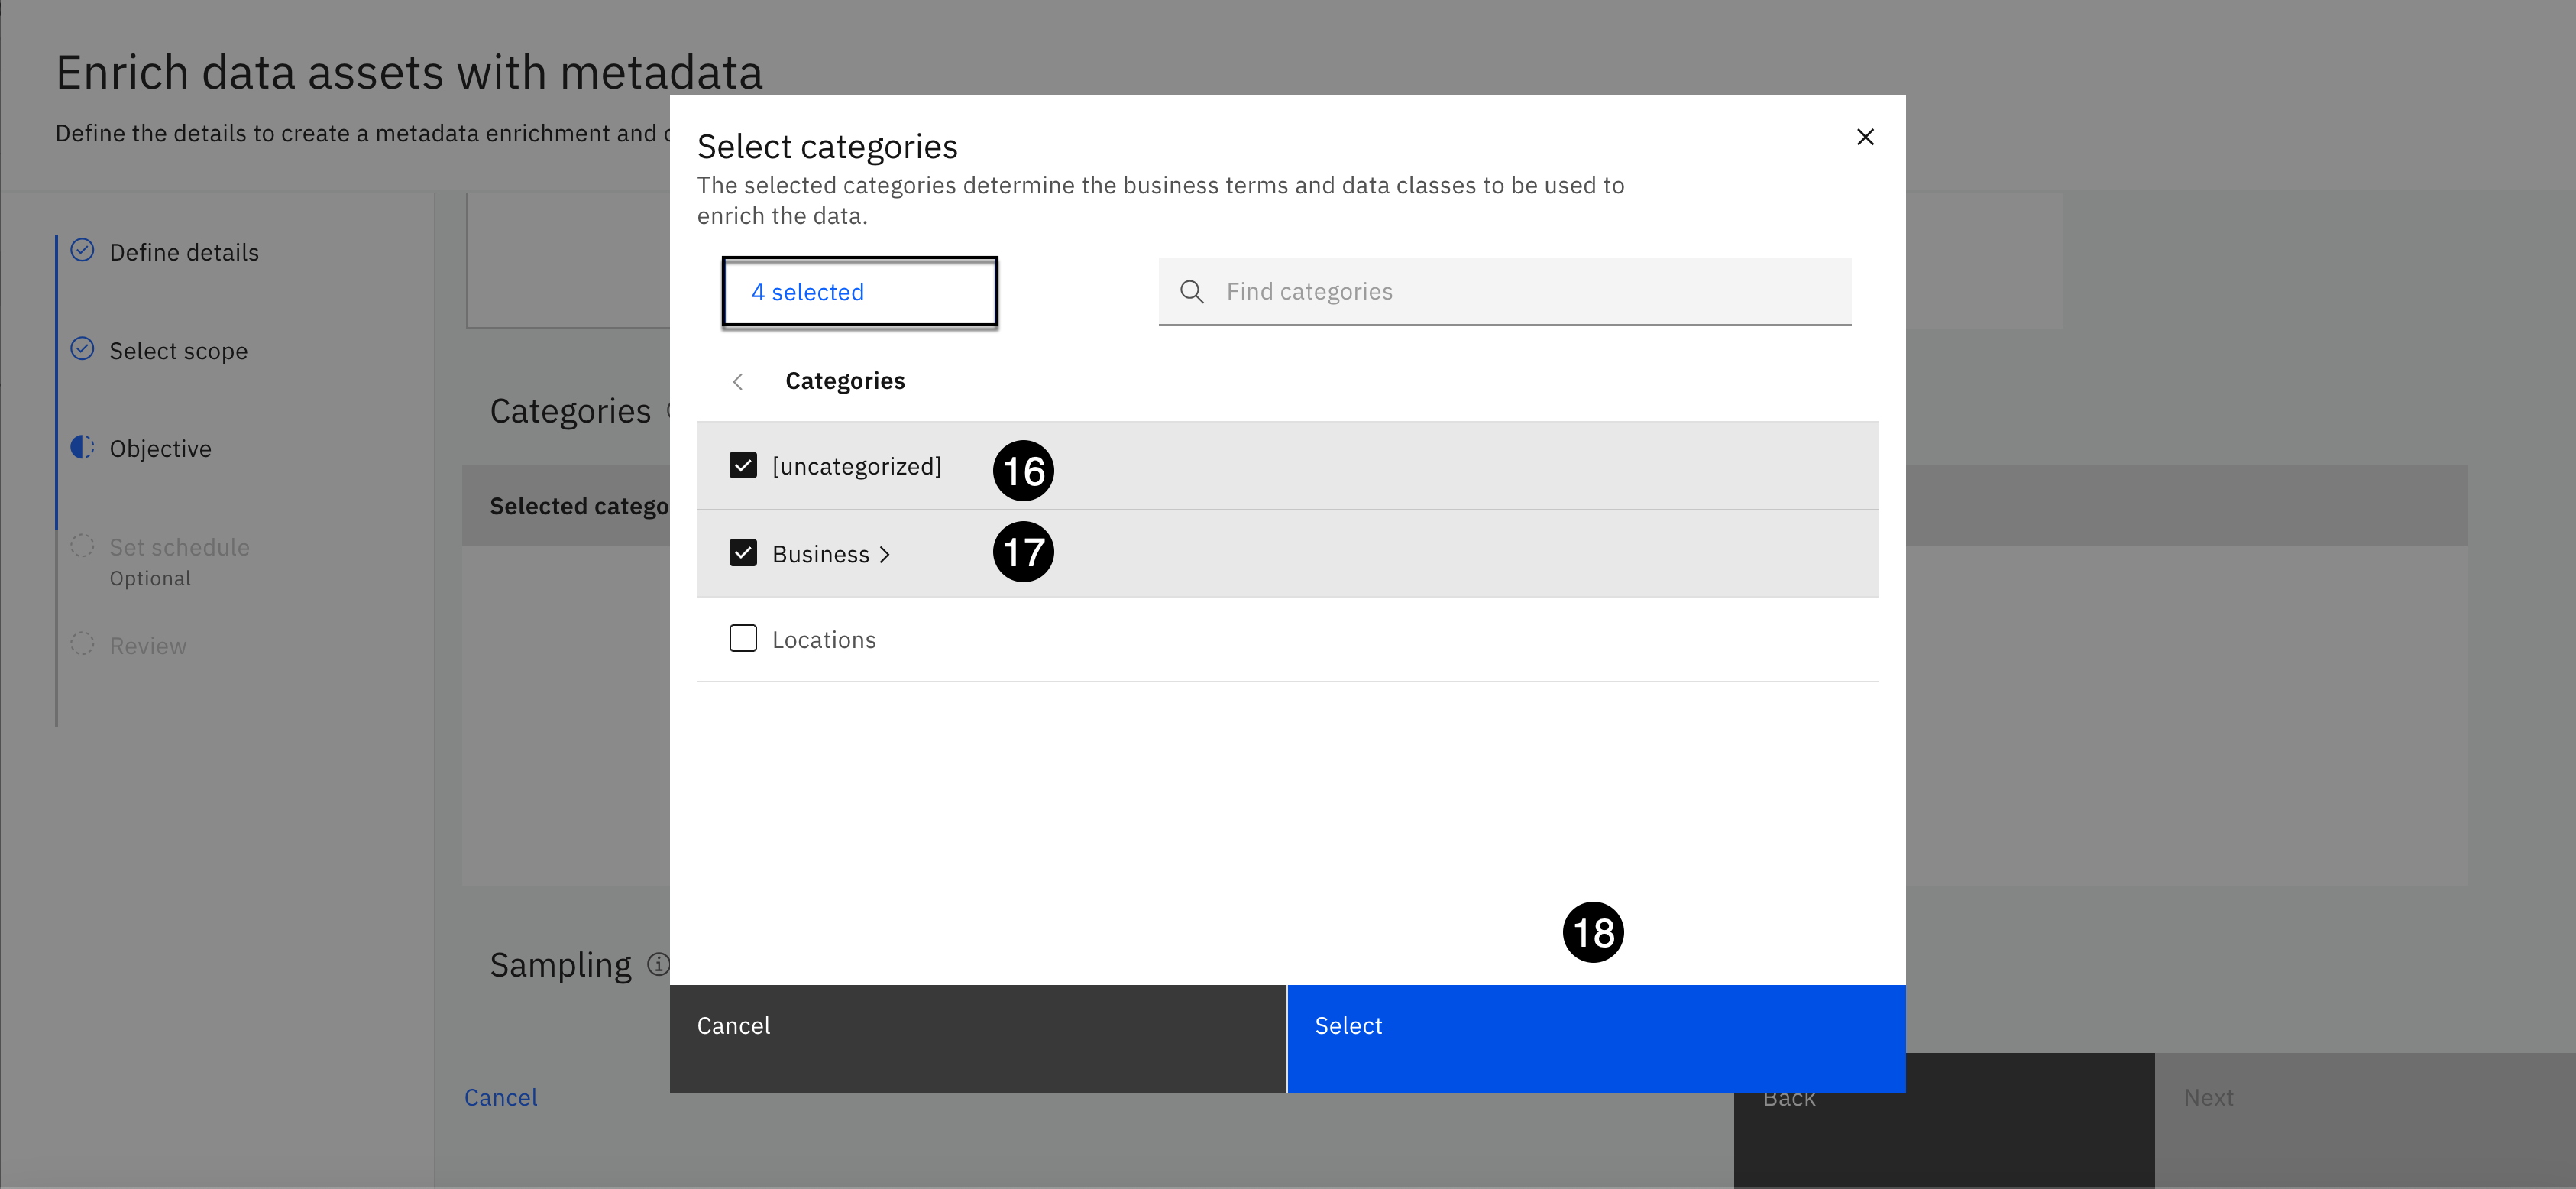 Enrich data assets with metadata
Define the details to create a metadata enrichment and
Define details
Select scope
Objective
Set schedule
Optional
Review
Categories
Selected catego
Sampling
Cancel
Back
Next
Select categories
The selected categories determine the business terms and data classes to be used to
enrich the data.
4 selected
Find categories
Categories
[uncategorized]
16
Business
17
Locations
18
Cancel
Select